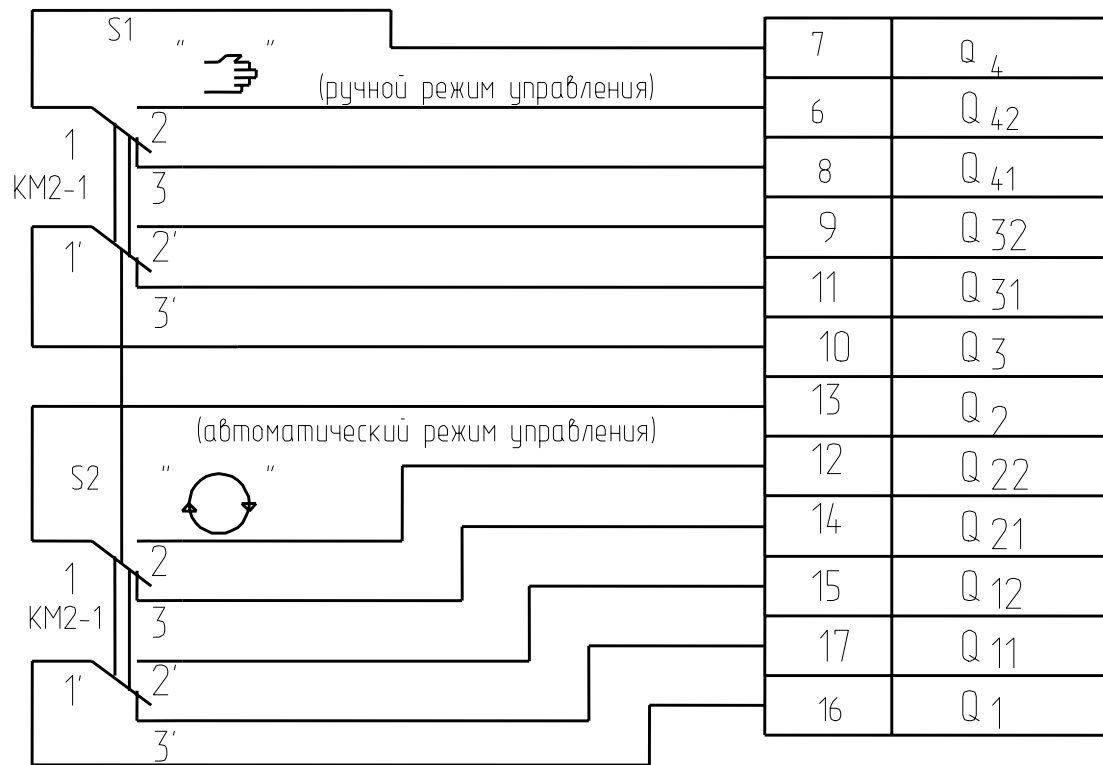 S1
" "
(ручной режим управления)
1
2
КМ2-1
3
1'
2'
3'
(автоматический режим управления)
S2
" "
1
2
КМ2-1
3
1'
2'
3'
7 Q 4
6 Q 42
8 Q 41
9 Q 32
11 Q 31
10 Q 3
13 Q 2
12 Q 22
14 Q 21
15 Q 12
17 Q 11
16 Q 1